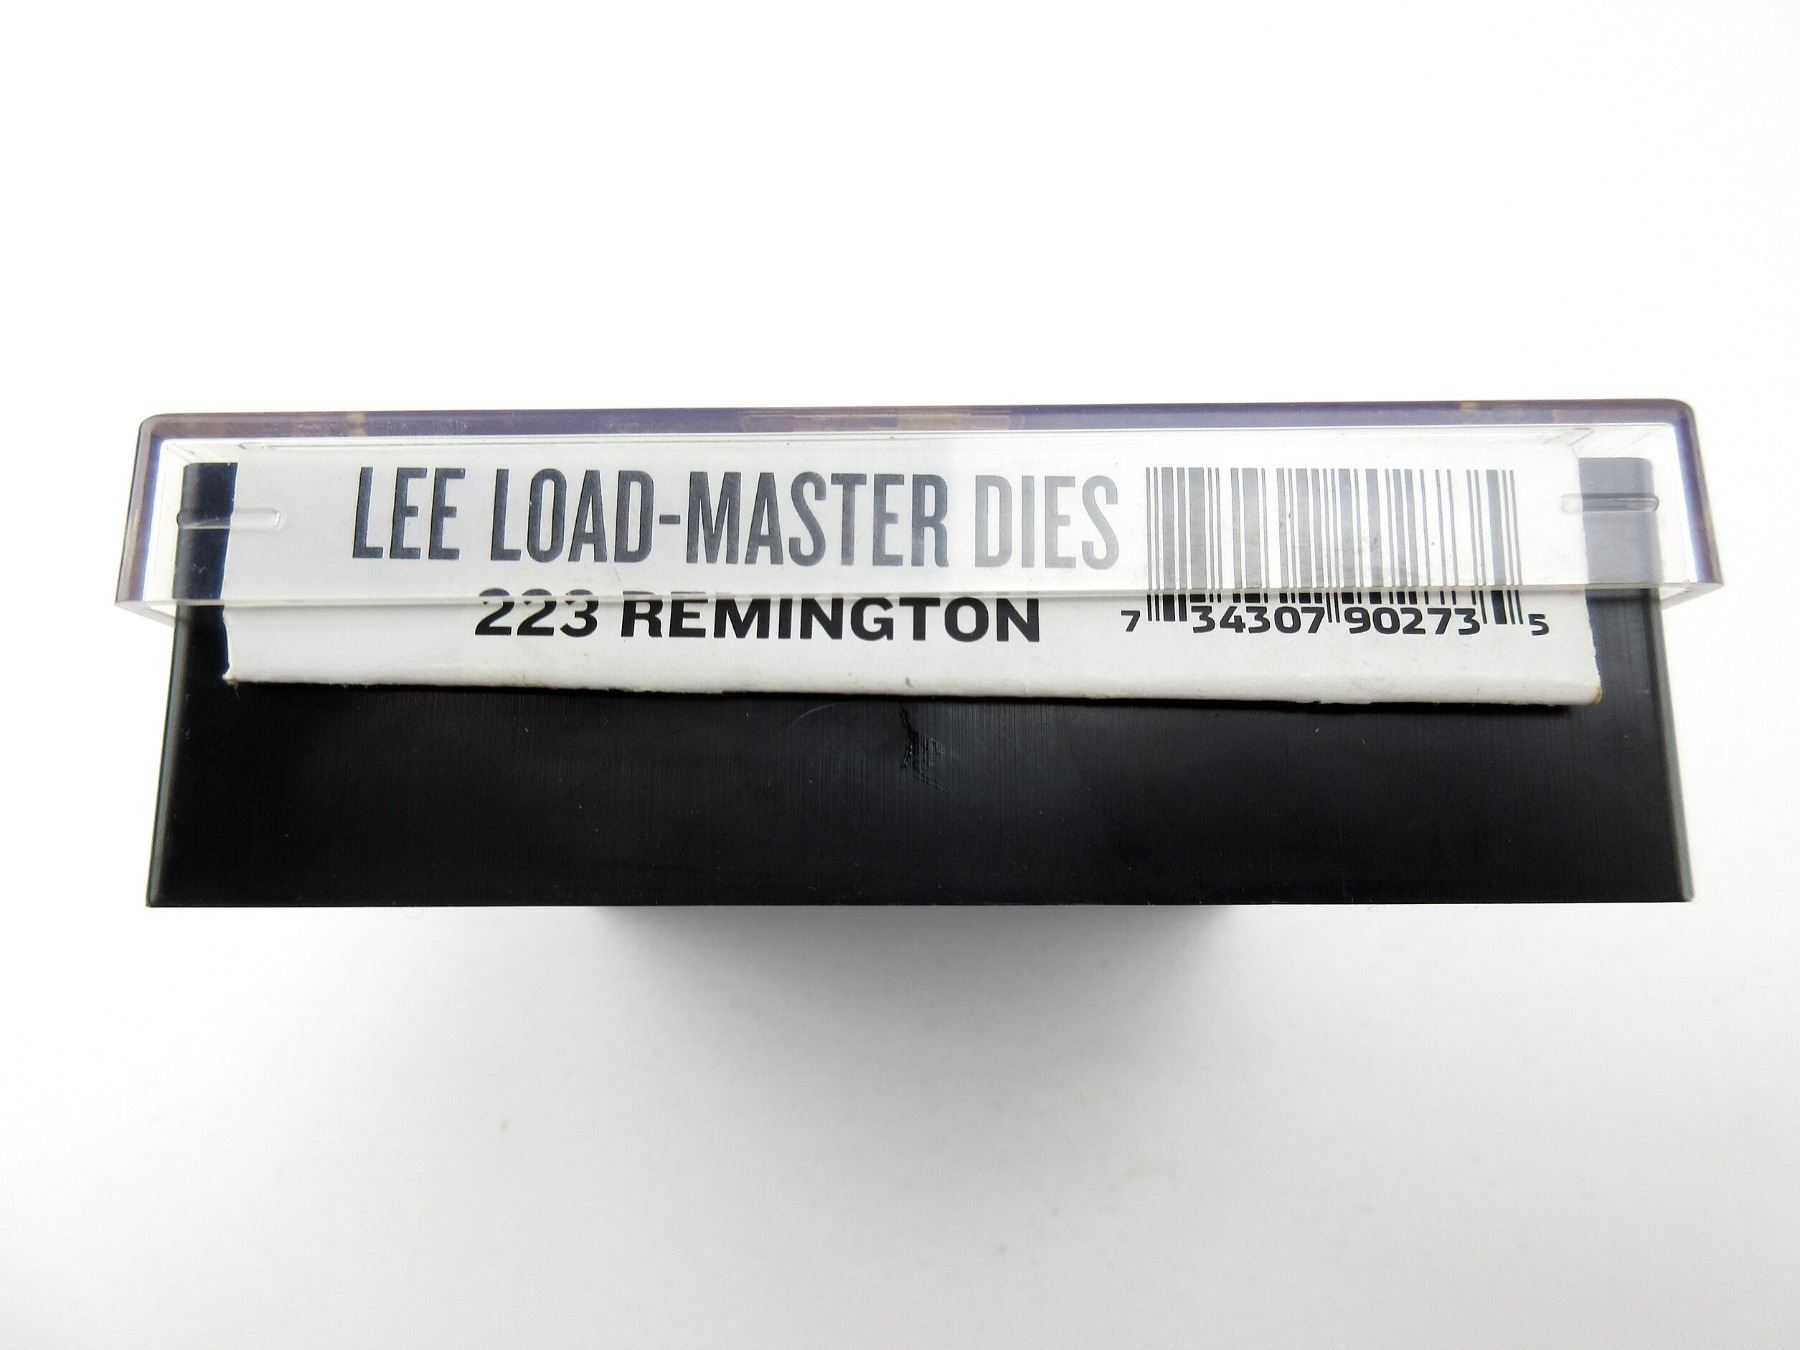 LEE LOAD-MASTER DIES
223 REMINGTON
7 34307 90273 5